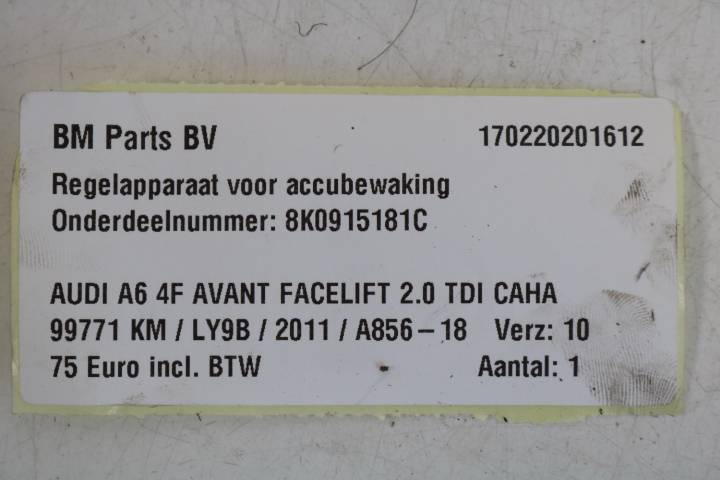 BM Parts BV 170220201612
Regelapparaat voor accubewaking
Onderdeelnummer: 8K0915181C
AUDI A6 4F AVANT FACELIFT 2.0 TDI CAHA
99771 KM / LY9B / 2011 / A856-18 Verz: 10
75 Euro incl. BTW Aantal: 1